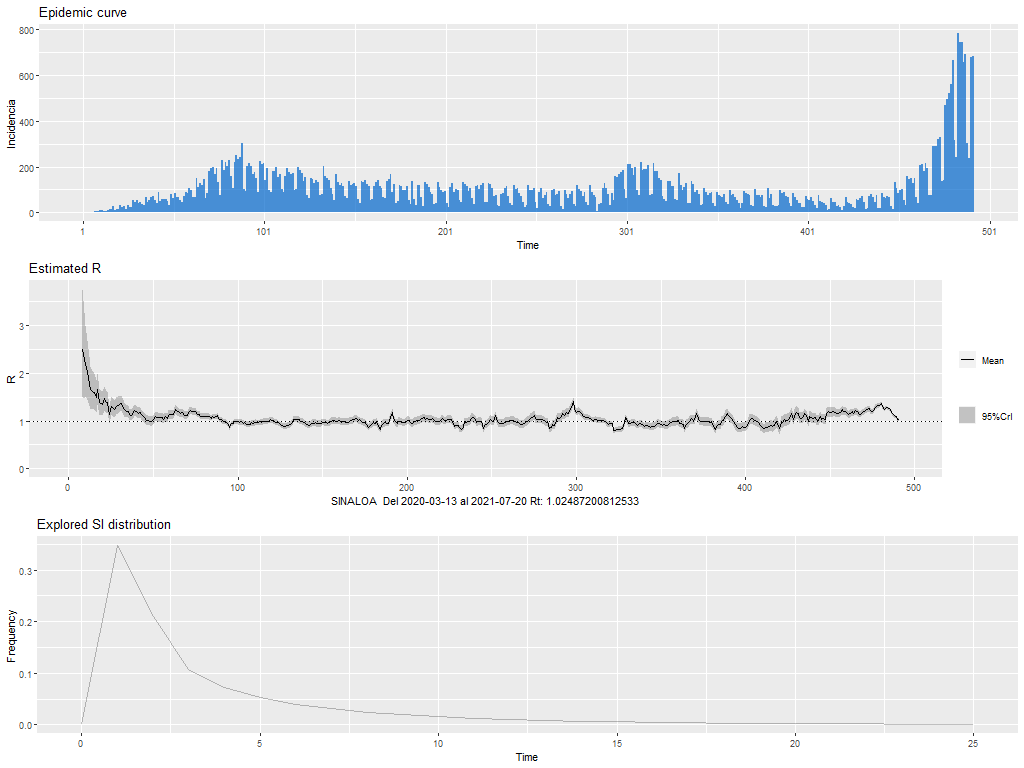 Epidemic curve
800
600
400
200
0
Incidencia
1
101
201
301
401
501
Time
Estimated R
3
2
1
0
R
Mean
95%CrI
0
100
200
300
400
500
SINALOA Del 2020-03-13 al 2021-07-20 Rt: 1.02487200812533
Explored SI distribution
0.3
0.2
0.1
0.0
Frequency
0
5
10
15
20
25
Time